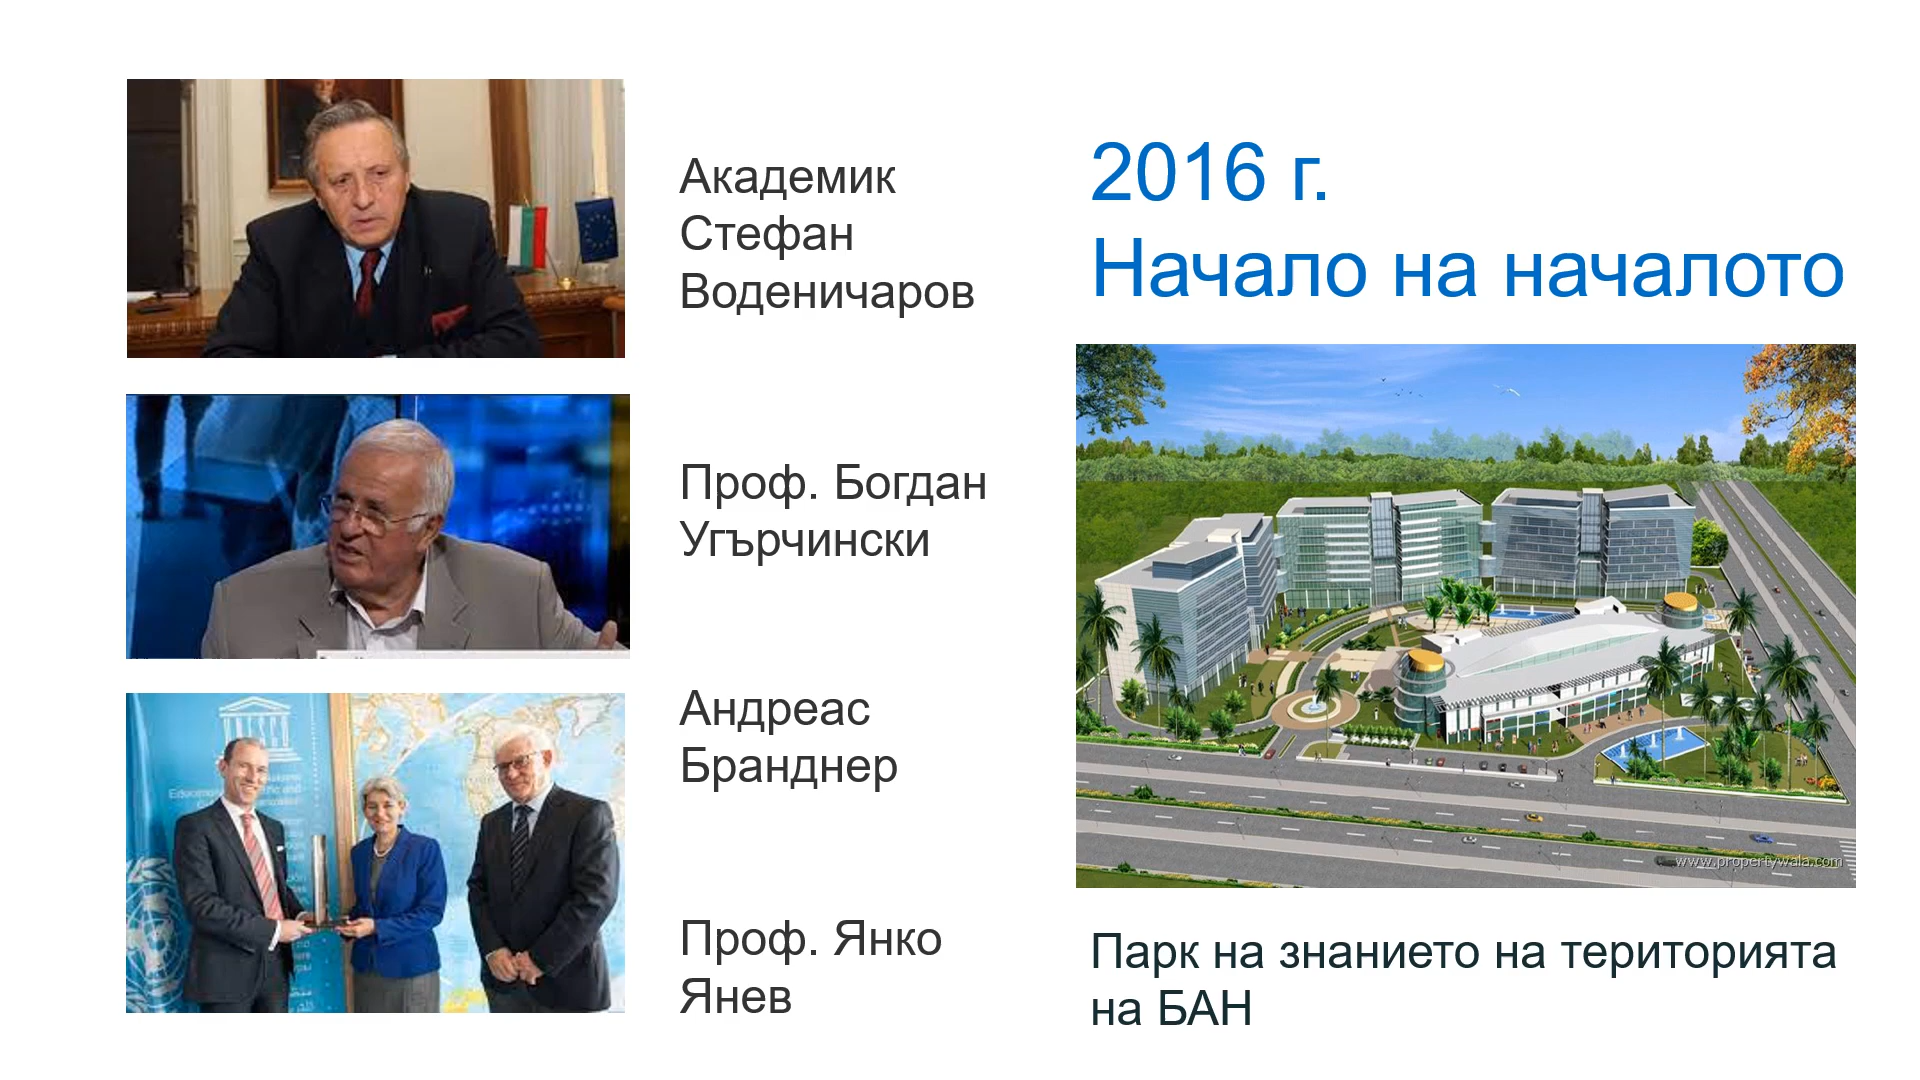 Академик
Стефан
Воденичаров
Проф. Богдан
Угърчински
Андреас
Бранднер
Проф. Янко
Янев
2016 г.
Начало на началото
www.propertywala.com
Парк на знанието на територията
на БАН